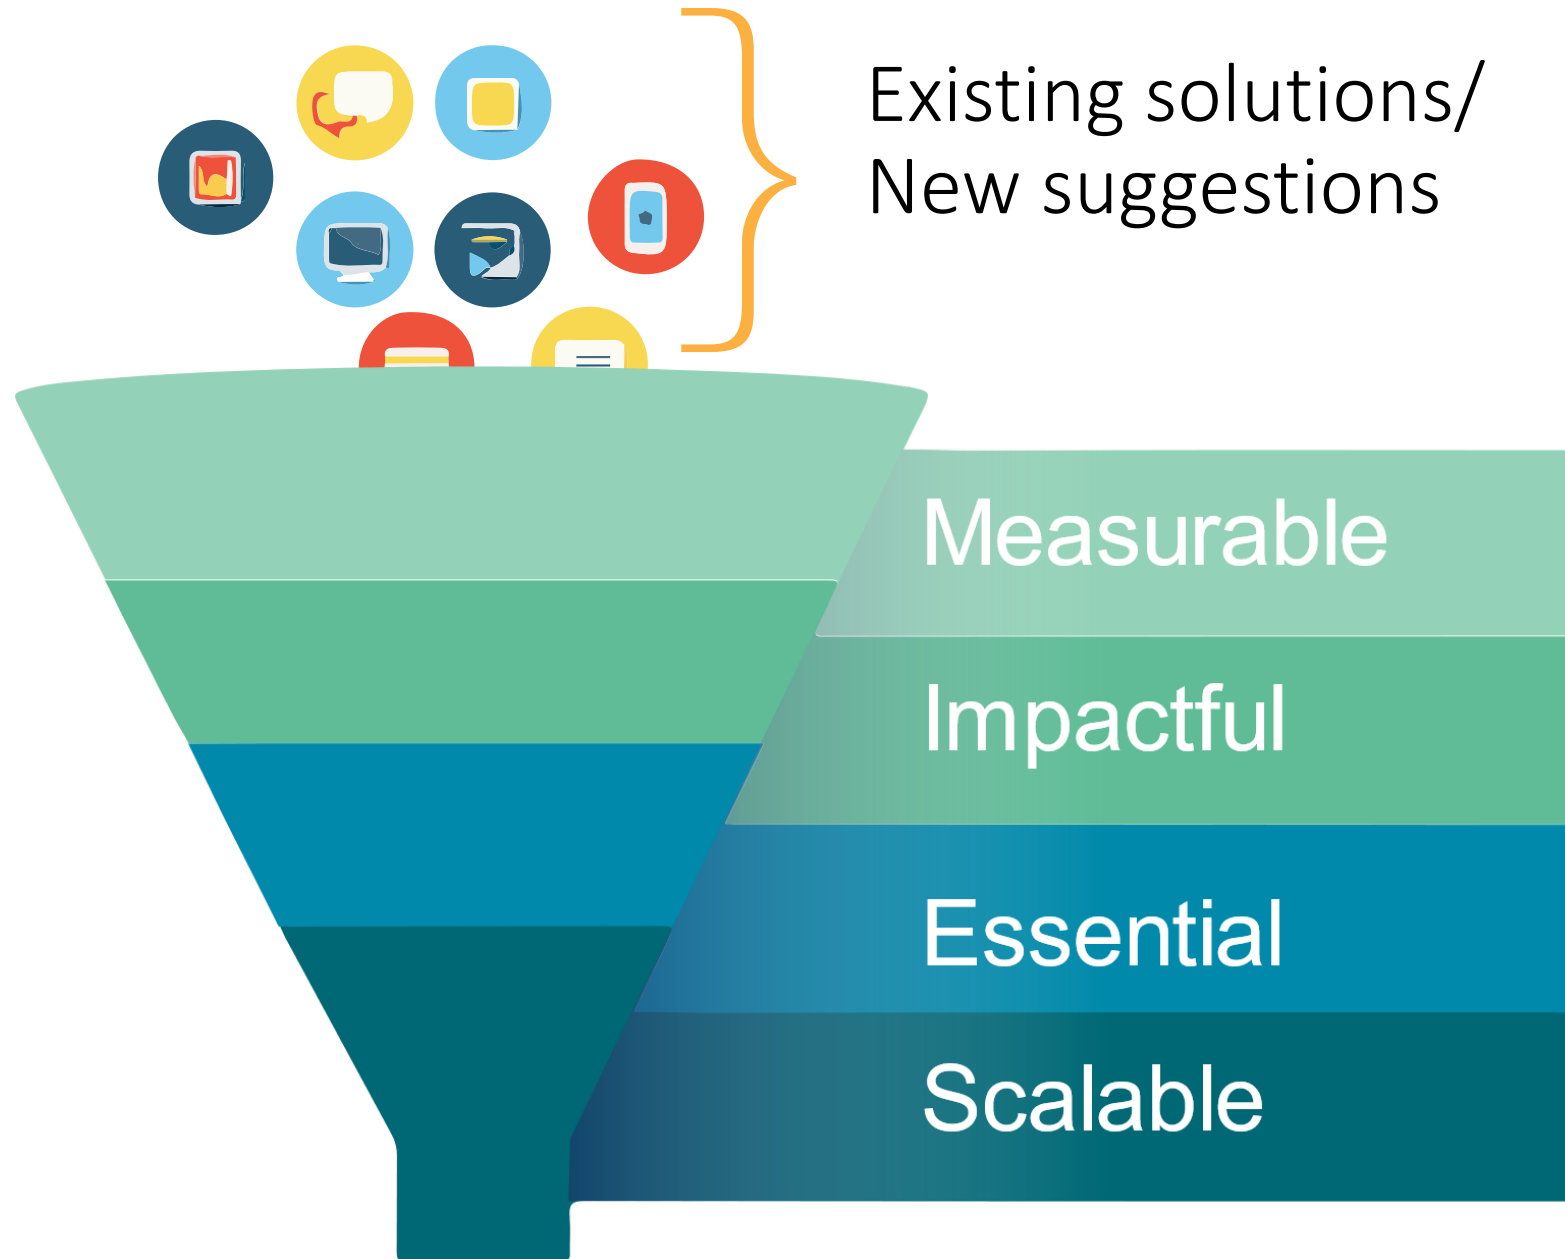 Existing solutions/
New suggestions
Measurable
Impactful
Essential
Scalable